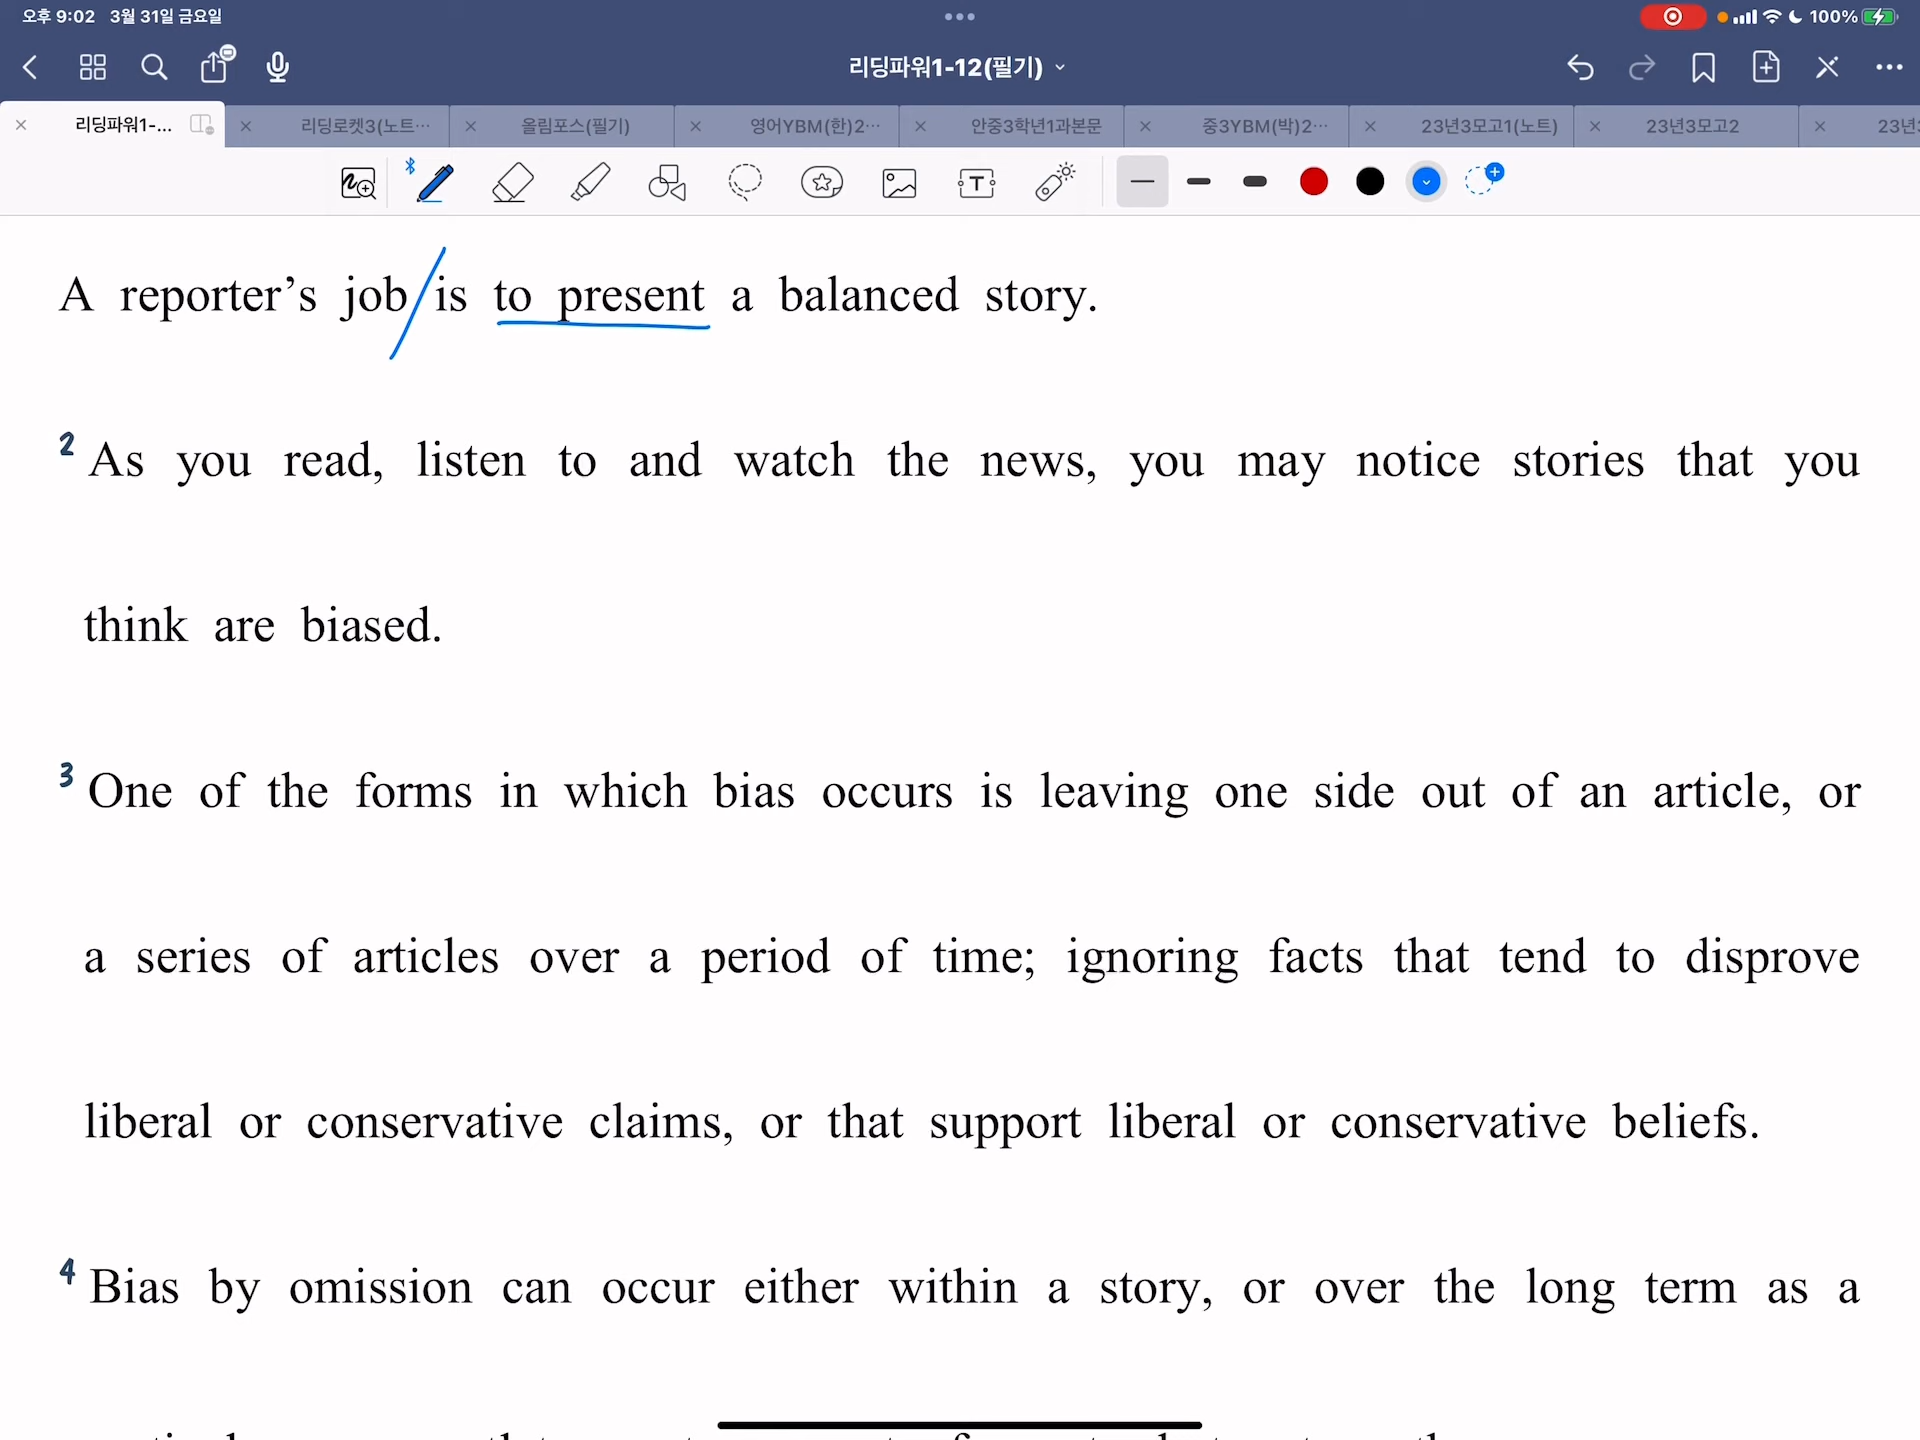 오후 9:02 3월 31일 금요일
100%
리딩파워1-12(필기)
리딩파워1-... 리딩로켓3(노트… 올림포스(필기) 영어YBM(한)2… 안중3학년1과본문 중3YBM(박)2… 23년3모고1(노트) 23년3모고2 23년
A reporter’s job is to present a balanced story.
2 As you read, listen to and watch the news, you may notice stories that you
think are biased.
3 One of the forms in which bias occurs is leaving one side out of an article, or
a series of articles over a period of time; ignoring facts that tend to disprove
liberal or conservative claims, or that support liberal or conservative beliefs.
4 Bias by omission can occur either within a story, or over the long term as a